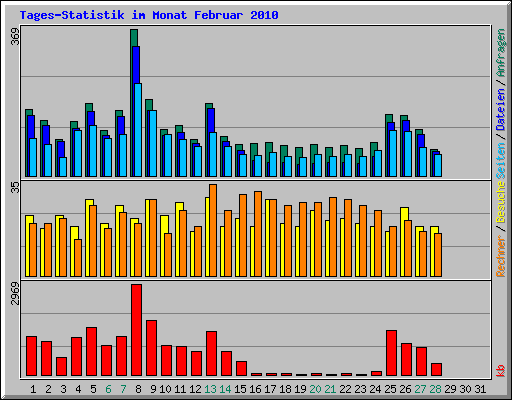 Tages-Statistik im Monat Februar 2010
369
35
2969
Rechner / Besuche Seiten / Dateien / Anfragen
kb
1 2 3 4 5 6 7 8 9 10 11 12 13 14 15 16 17 18 19 20 21 22 23 24 25 26 27 28 29 30 31